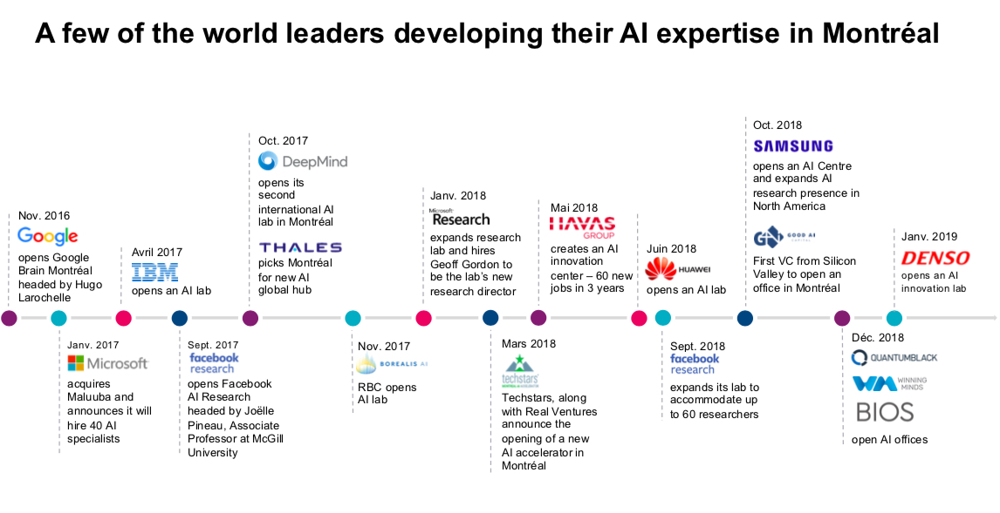 A few of the world leaders developing their AI expertise in Montréal
Nov. 2016
Google
opens Google
Brain Montréal
headed by Hugo
Larochelle
Janv. 2017
Microsoft
acquires
Maluuba and
announces it will
hire 40 AI
specialists
Avril 2017
IBM
opens an AI lab
Sept. 2017
facebook
research
opens Facebook
AI Research
headed by Joëlle
Pineau, Associate
Professor at McGill
University
Oct. 2017
DeepMind
opens its
second
international AI
lab in Montréal
THALES
picks Montréal
for new AI
global hub
Nov. 2017
BOREALIS AI
RBC opens
AI lab
Janv. 2018
Microsoft
Research
expands research
lab and hires
Geoff Gordon to
be the lab's new
research director
Mars 2018
techstars
Techstars, along
with Real Ventures
announce the
opening of a new
AI accelerator in
Montréal
Mai 2018
HAVAS
GROUP
creates an AI
innovation
center – 60 new
jobs in 3 years
Juin 2018
HUAWEI
opens an AI lab
Sept. 2018
facebook
research
expands its lab to
accommodate up
to 60 researchers
Oct. 2018
SAMSUNG
opens an AI Centre
and expands AI
research presence in
North America
GOOD AI
CAPITAL
First VC from Silicon
Valley to open an
office in Montréal
Déc. 2018
QUANTUMBLACK
WM WINNING
MINDS
BIOS
open AI offices
Janv. 2019
DENSO
opens an AI
innovation lab